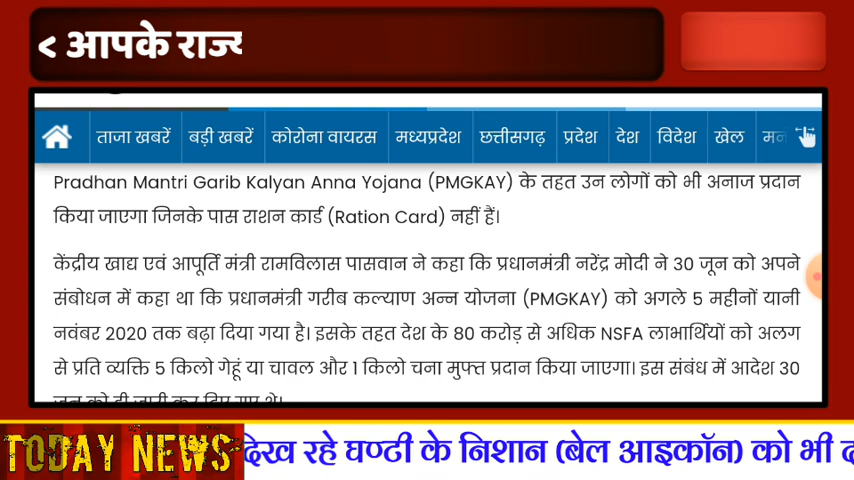 < आपके राज्य
ताजा खबरें बड़ी खबरें कोरोना वायरस मध्यप्रदेश छत्तीसगढ़ प्रदेश देश विदेश खेल
Pradhan Mantri Garib Kalyan Anna Yojana (PMGKAY) के तहत उन लोगों को भी अनाज प्रदान
किया जाएगा जिनके पास राशन कार्ड (Ration Card) नहीं हैं।
केंद्रीय खाद्य एवं आपूर्ति मंत्री रामविलास पासवान ने कहा कि प्रधानमंत्री नरेंद्र मोदी ने 30 जून को अपने
संबोधन में कहा था कि प्रधानमंत्री गरीब कल्याण अन्न योजना (PMGKAY) को अगले 5 महीनों यानी
नवंबर 2020 तक बढ़ा दिया गया है। इसके तहत देश के 80 करोड़ से अधिक NSFA लाभार्थियों को अलग
से प्रति व्यक्ति 5 किलो गेहूं या चावल और 1 किलो चना मुफ्त प्रदान किया जाएगा। इस संबंध में आदेश 30
जून को ही जारी कर दिए गए थे।
TODAY NEWS देख रहे घण्टी के निशान (बेल आइकॉन) को भी